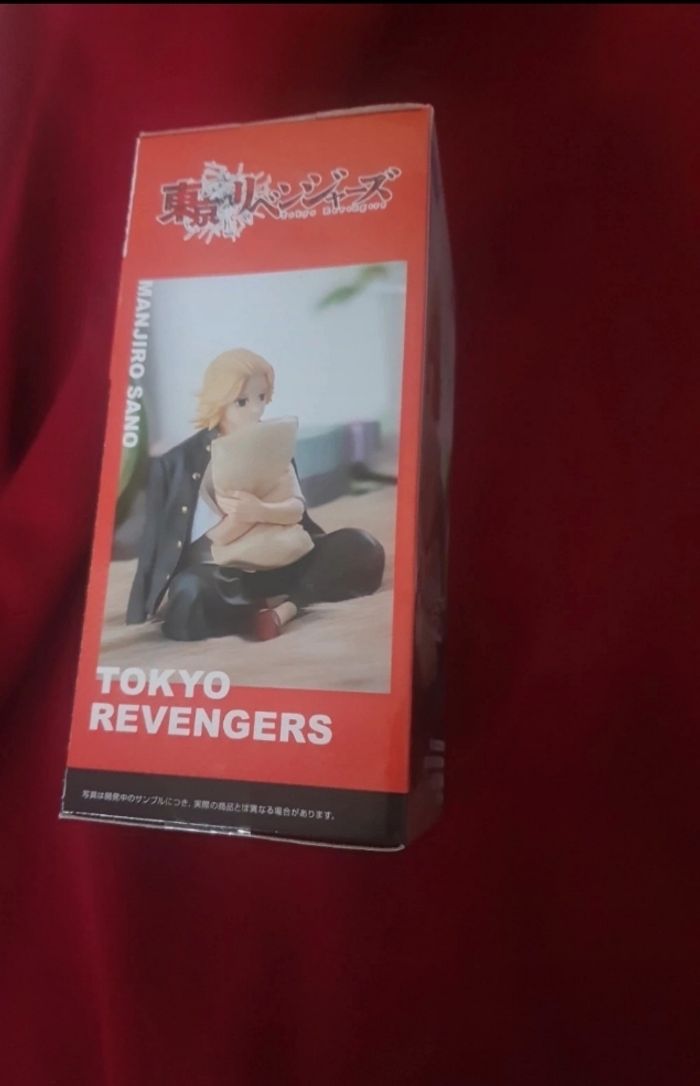 東京リベンジャーズ
Tokyo Revengers
MANJIRO SANO
TOKYO
REVENGERS
写真は開発中のサンプルにつき、実際の商品とは異なる場合があります。